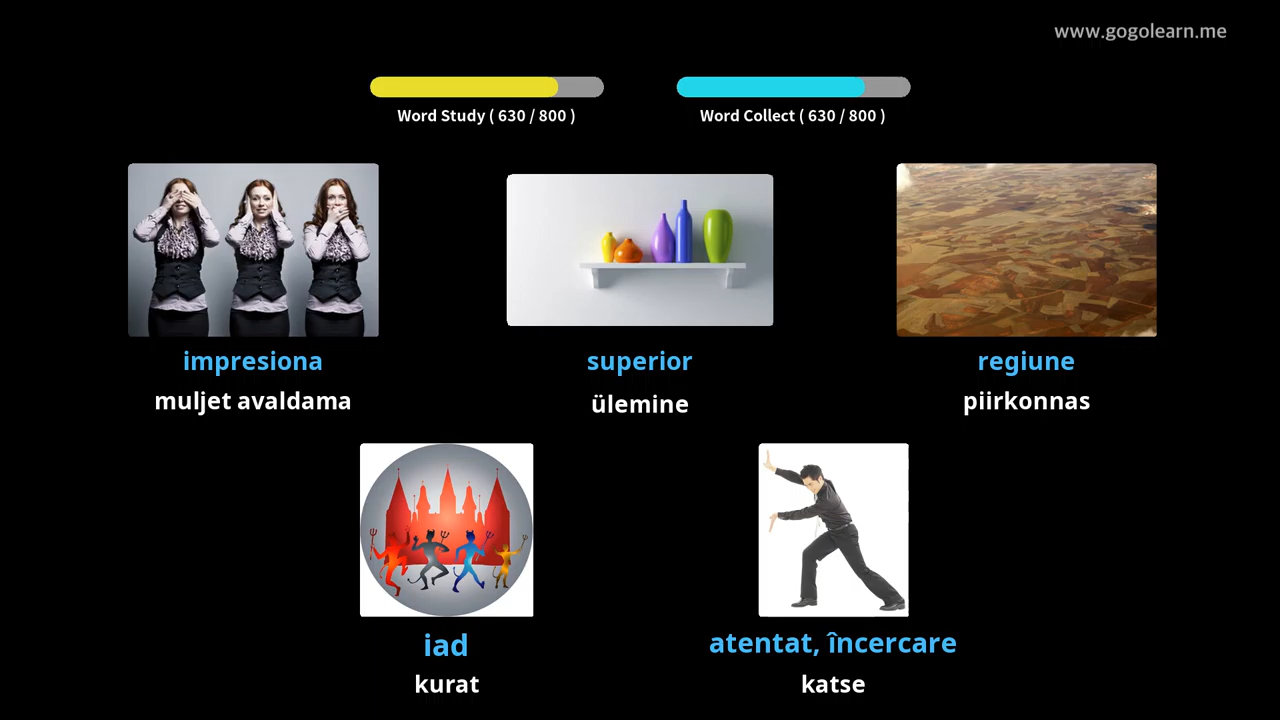 www.gogolearn.me
Word Study ( 630 / 800 )
Word Collect ( 630 / 800 )
impresiona
muljet avaldama
superior
ülemine
regiune
piirkonnas
iad
kurat
atentat, încercare
katse